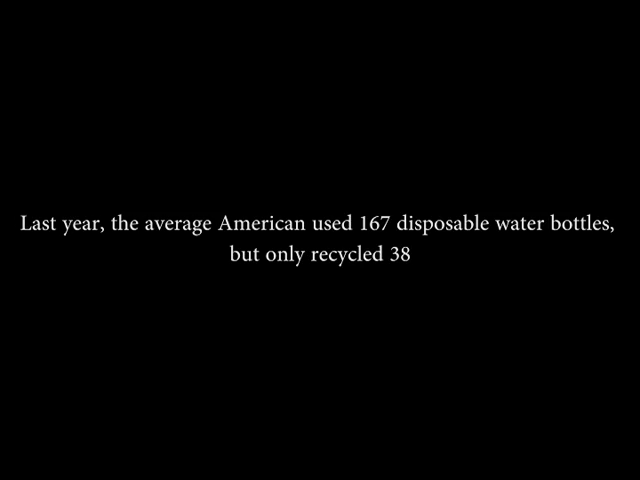 Last year, the average American used 167 disposable water bottles,
but only recycled 38